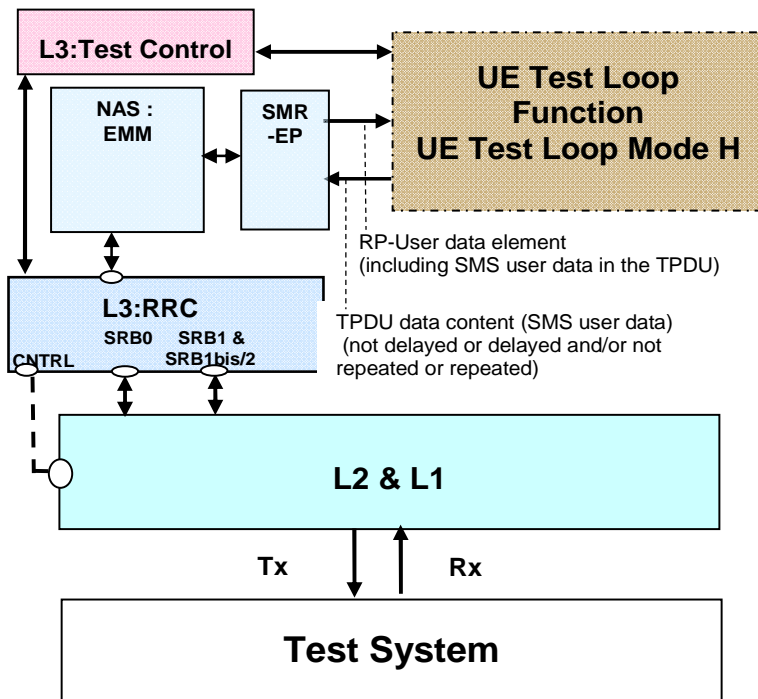 L3:Test Control
UE Test Loop
Function
UE Test Loop Mode H
NAS :
EMM
SMR
-EP
RP-User data element
(including SMS user data in the TPDU)
TPDU data content (SMS user data)
(not delayed or delayed and/or not
repeated or repeated)
L3:RRC
SRB0
SRB1 &
SRB1bis/2
CNTRL
L2 & L1
Tx
Rx
Test System